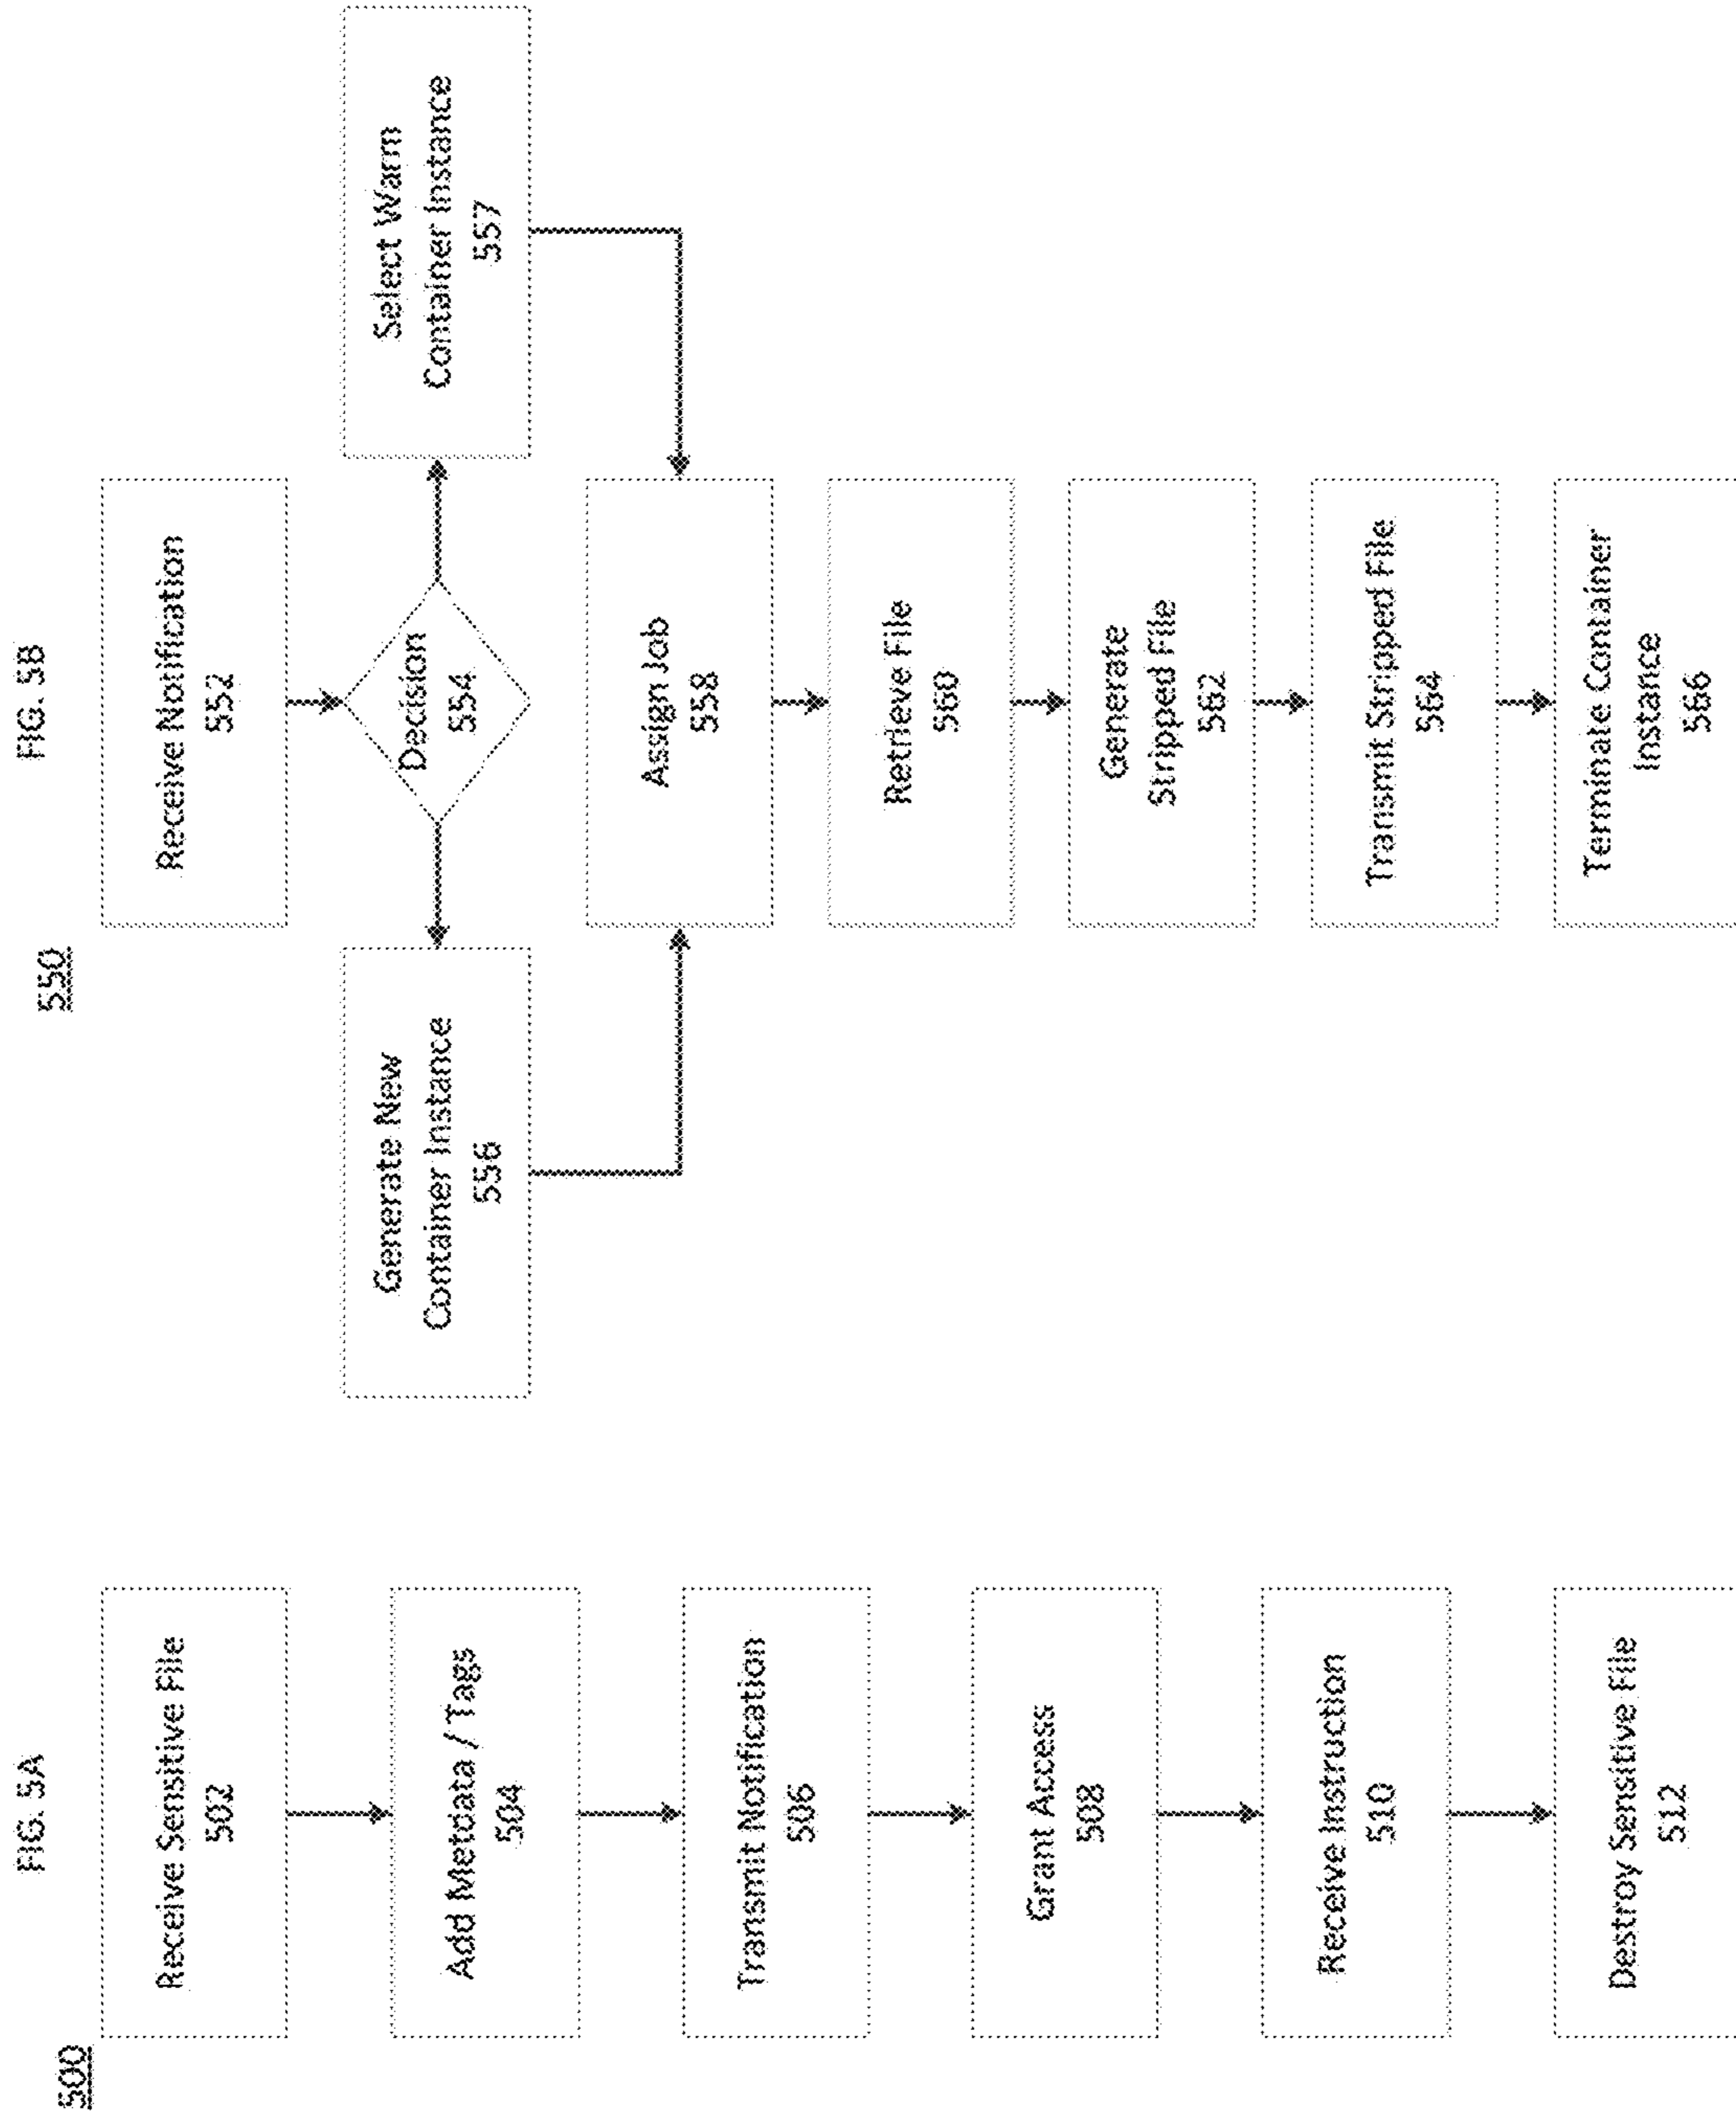 FIG. 5A
500
Receive Sensitive File
502
Add Metdata / Tags
504
Transmit Notification
506
Grant Access
508
Receive Instruction
510
Destroy Sensitive File
512
FIG. 5B
550
Receive Notification
552
Decision
554
Generate New
Container Instance
556
Select Warm
Container Instance
557
Assign Job
558
Retrieve File
560
Generate
Stripped File
562
Transmit Stripped File
564
Terminate Container
Instance
566